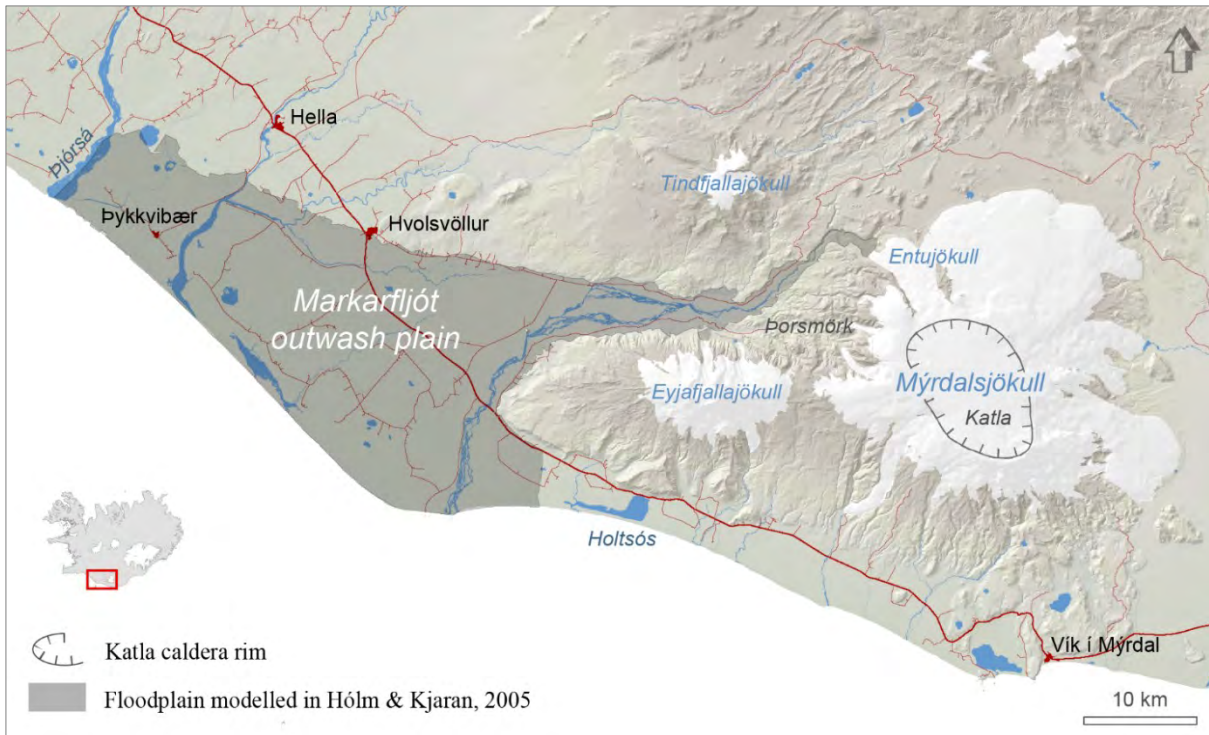 Hella
Þjórsá
Tindfjallajökull
Þykkvibær
Hvolsvöllur
Entujökull
Markarfljót
outwash plain
Þorsmörk
Eyjafjallajökull
Mýrdalsjökull
Katla
Holtsós
Vík í Mýrdal
Katla caldera rim
Floodplain modelled in Hólm & Kjaran, 2005
10 km